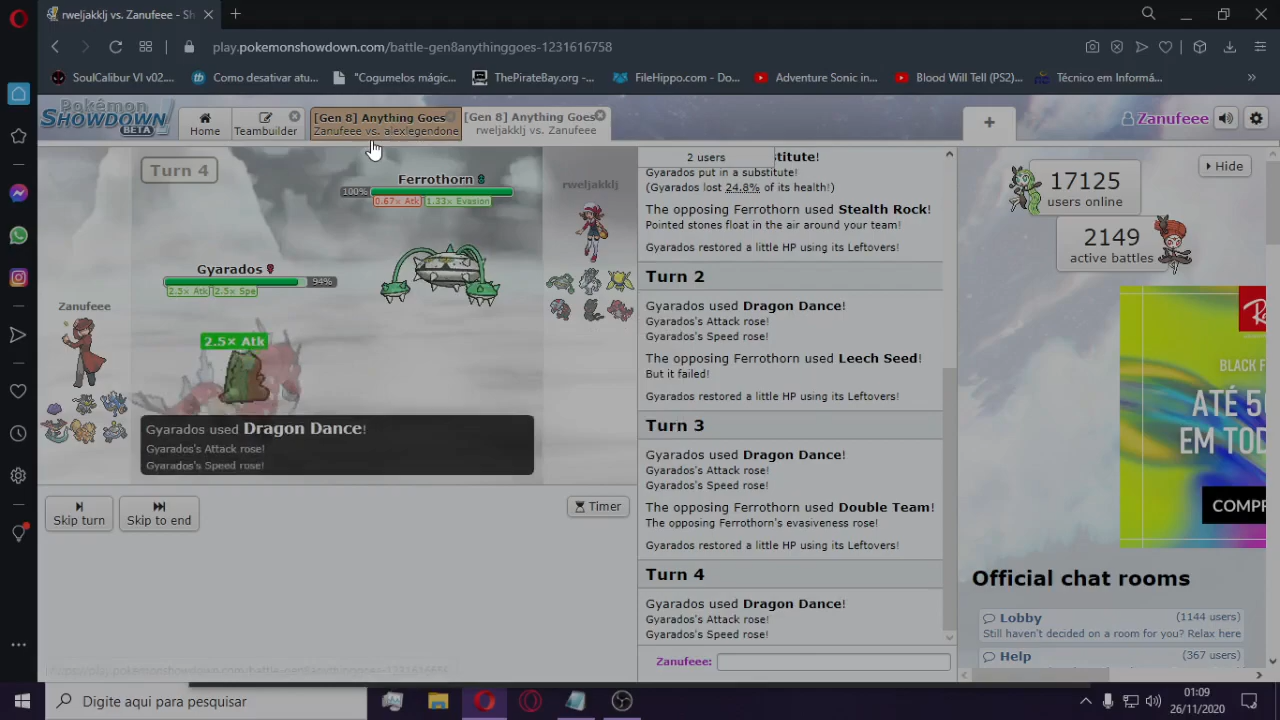 rweljakklj vs. Zanufeee - Sh
play.pokemonshowdown.com/battle-gen8anythinggoes-1231616758
SoulCalibur VI v02....
Como desativar atu...
"Cogumelos mágic...
ThePirateBay.org -...
FileHippo.com - Do...
Adventure Sonic in...
Blood Will Tell (PS2)...
Técnico em Informá...
Pokémon
SHOWDOWN
BETA
Home
Teambuilder
[Gen 8] Anything Goes
Zanufeee vs. alexlegendone
[Gen 8] Anything Goes
rweljakklj vs. Zanufeee
Zanufeee
Turn 4
Ferrothorn
100%
0.67× Atk
1.33× Evasion
rweljakklj
Gyarados
94%
2.5× Atk
2.5× Spe
Zanufeee
2.5× Atk
Gyarados used Dragon Dance!
Gyarados's Attack rose!
Gyarados's Speed rose!
Skip turn
Skip to end
Timer
2 users
stitute!
Gyarados put in a substitute!
(Gyarados lost 24.8% of its health!)
The opposing Ferrothorn used Stealth Rock!
Pointed stones float in the air around your team!
Gyarados restored a little HP using its Leftovers!
Turn 2
Gyarados used Dragon Dance!
Gyarados's Attack rose!
Gyarados's Speed rose!
The opposing Ferrothorn used Leech Seed!
But it failed!
Gyarados restored a little HP using its Leftovers!
Turn 3
Gyarados used Dragon Dance!
Gyarados's Attack rose!
Gyarados's Speed rose!
The opposing Ferrothorn used Double Team!
The opposing Ferrothorn's evasiveness rose!
Gyarados restored a little HP using its Leftovers!
Turn 4
Gyarados used Dragon Dance!
Gyarados's Attack rose!
Gyarados's Speed rose!
Zanufeee:
Hide
17125
users online
2149
active battles
BLACK F
ATÉ 50
EM TOD
COMPR
Official chat rooms
Lobby
(1144 users)
Still haven't decided on a room for you? Relax here
Help
(367 users)
Digite aqui para pesquisar
01:09
26/11/2020